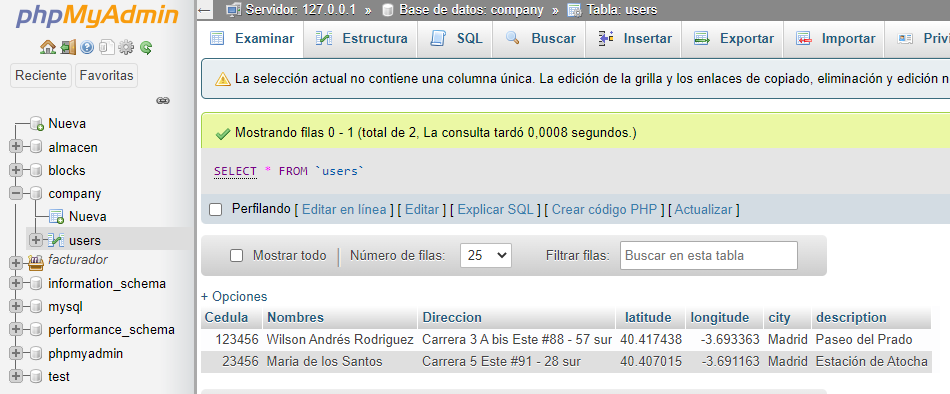 phpMyAdmin
Reciente Favoritas
Nueva
almacen
blocks
company
Nueva
users
facturador
information_schema
mysql
performance_schema
phpmyadmin
test
Servidor: 127.0.0.1 » Base de datos: company » Tabla: users
Examinar Estructura SQL Buscar Insertar Exportar Importar Privi
La selección actual no contiene una columna única. La edición de la grilla y los enlaces de copiado, eliminación y edición n
Mostrando filas 0 - 1 (total de 2, La consulta tardó 0,0008 segundos.)
SELECT * FROM `users`
Perfilando [ Editar en línea ] [ Editar ] [ Explicar SQL ] [ Crear código PHP ] [ Actualizar ]
Mostrar todo Número de filas: 25 Filtrar filas: Buscar en esta tabla
+ Opciones
Cedula Nombres Direccion latitude longitude city description
123456 Wilson Andrés Rodriguez Carrera 3 A bis Este #88 - 57 sur 40.417438 -3.693363 Madrid Paseo del Prado
23456 Maria de los Santos Carrera 5 Este #91 - 28 sur 40.407015 -3.691163 Madrid Estación de Atocha